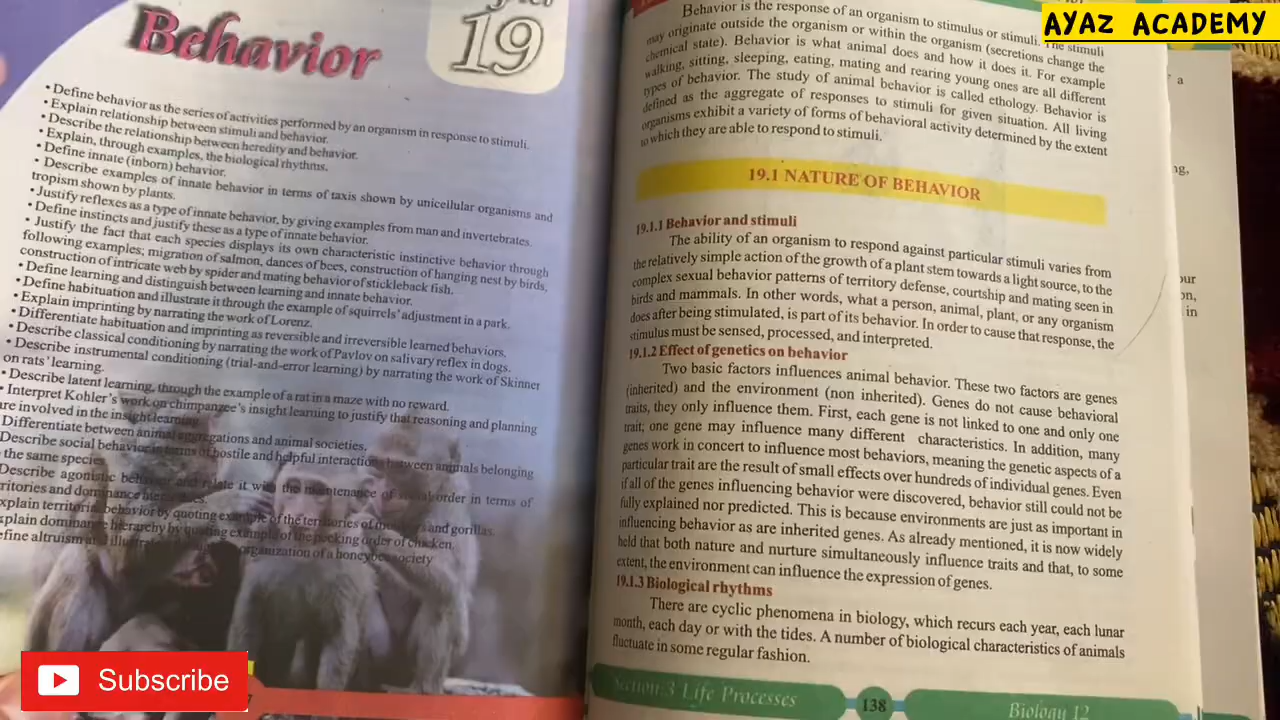 AYAZ ACADEMY
19
Behavior
• Define behavior as the series of activities performed by an organism in response to stimuli.
• Explain relationship between stimuli and behavior.
• Describe the relationship between heredity and behavior.
• Explain, through examples, the biological rhythms.
• Define innate (inborn) behavior.
• Describe examples of innate behavior in terms of taxis shown by unicellular organisms and
tropism shown by plants.
• Justify reflexes as a type of innate behavior, by giving examples from man and invertebrates.
• Define instincts and justify these as a type of innate behavior.
• Justify the fact that each species displays its own characteristic instinctive behavior through
following examples; migration of salmon, dances of bees, construction of hanging nest by birds,
construction of intricate web by spider and mating behavior of stickleback fish.
• Define learning and distinguish between learning and innate behavior.
• Define habituation and illustrate it through the example of squirrels' adjustment in a park.
• Explain imprinting by narrating the work of Lorenz.
• Differentiate habituation and imprinting as reversible and irreversible learned behaviors.
• Describe classical conditioning by narrating the work of Pavlov on salivary reflex in dogs.
• Describe instrumental conditioning (trial-and-error learning) by narrating the work of Skinner
on rats' learning.
• Describe latent learning, through the example of a rat in a maze with no reward.
• Interpret Kohler's work on chimpanzee's insight learning to justify that reasoning and planning
are involved in the insight learning.
Differentiate between animal aggregations and animal societies.
Describe social behavior in terms of hostile and helpful interactions between animals belonging
the same species
Describe agonistic behavior and relate it with the maintenance of social order in terms of
and dominance
territorial behavior by quoting example of the territories of and gorillas.
dominance hierarchy by quoting example of the pecking order of chicken.
altruism and organization of a honeybee society
Behavior is the response of an organism to stimulus or stimuli. The stimuli
may originate outside the organism or within the organism (secretions change the
chemical state). Behavior is what animal does and how it does it. For example
walking, sitting, sleeping, eating, mating and rearing young ones are all different
types of behavior. The study of animal behavior is called ethology. Behavior is
defined as the aggregate of responses to stimuli for given situation. All living
organisms exhibit a variety of forms of behavioral activity determined by the extent
to which they are able to respond to stimuli.
19.1 NATURE OF BEHAVIOR
19.1.1 Behavior and stimuli
The ability of an organism to respond against particular stimuli varies from
the relatively simple action of the growth of a plant stem towards a light source, to the
complex sexual behavior patterns of territory defense, courtship and mating seen in
birds and mammals. In other words, what a person, animal, plant, or any organism
does after being stimulated, is part of its behavior. In order to cause that response, the
stimulus must be sensed, processed, and interpreted.
19.1.2 Effect of genetics on behavior
Two basic factors influences animal behavior. These two factors are genes
(inherited) and the environment (non inherited). Genes do not cause behavioral
traits, they only influence them. First, each gene is not linked to one and only one
trait; one gene may influence many different characteristics. In addition, many
genes work in concert to influence most behaviors, meaning the genetic aspects of a
particular trait are the result of small effects over hundreds of individual genes. Even
if all of the genes influencing behavior were discovered, behavior still could not be
fully explained nor predicted. This is because environments are just as important in
influencing behavior as are inherited genes. As already mentioned, it is now widely
held that both nature and nurture simultaneously influence traits and that, to some
extent, the environment can influence the expression of genes.
19.1.3 Biological rhythms
There are cyclic phenomena in biology, which recurs each year, each lunar
month, each day or with the tides. A number of biological characteristics of animals
fluctuate in some regular fashion.
Section:3 Life Processes
138
Biology 12
Subscribe